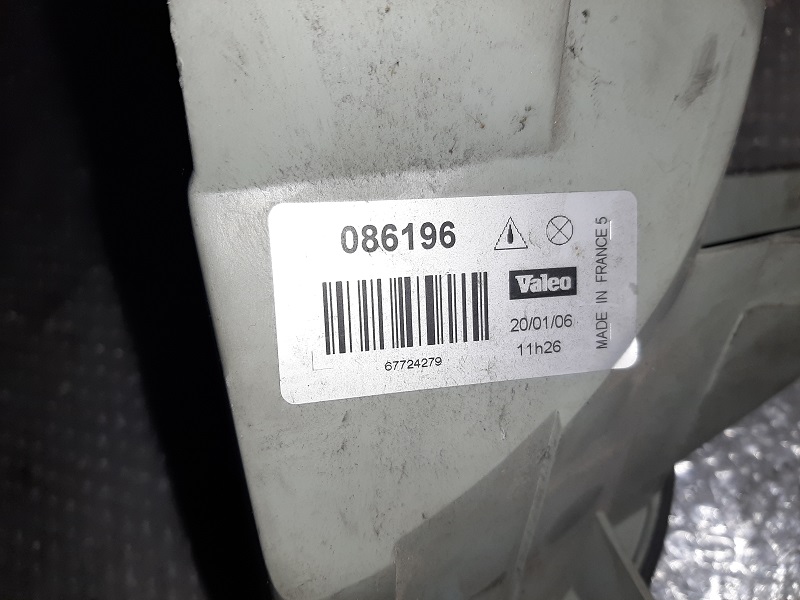 086196
Valeo
20/01/06
11h26
67724279
MADE IN FRANCE 5